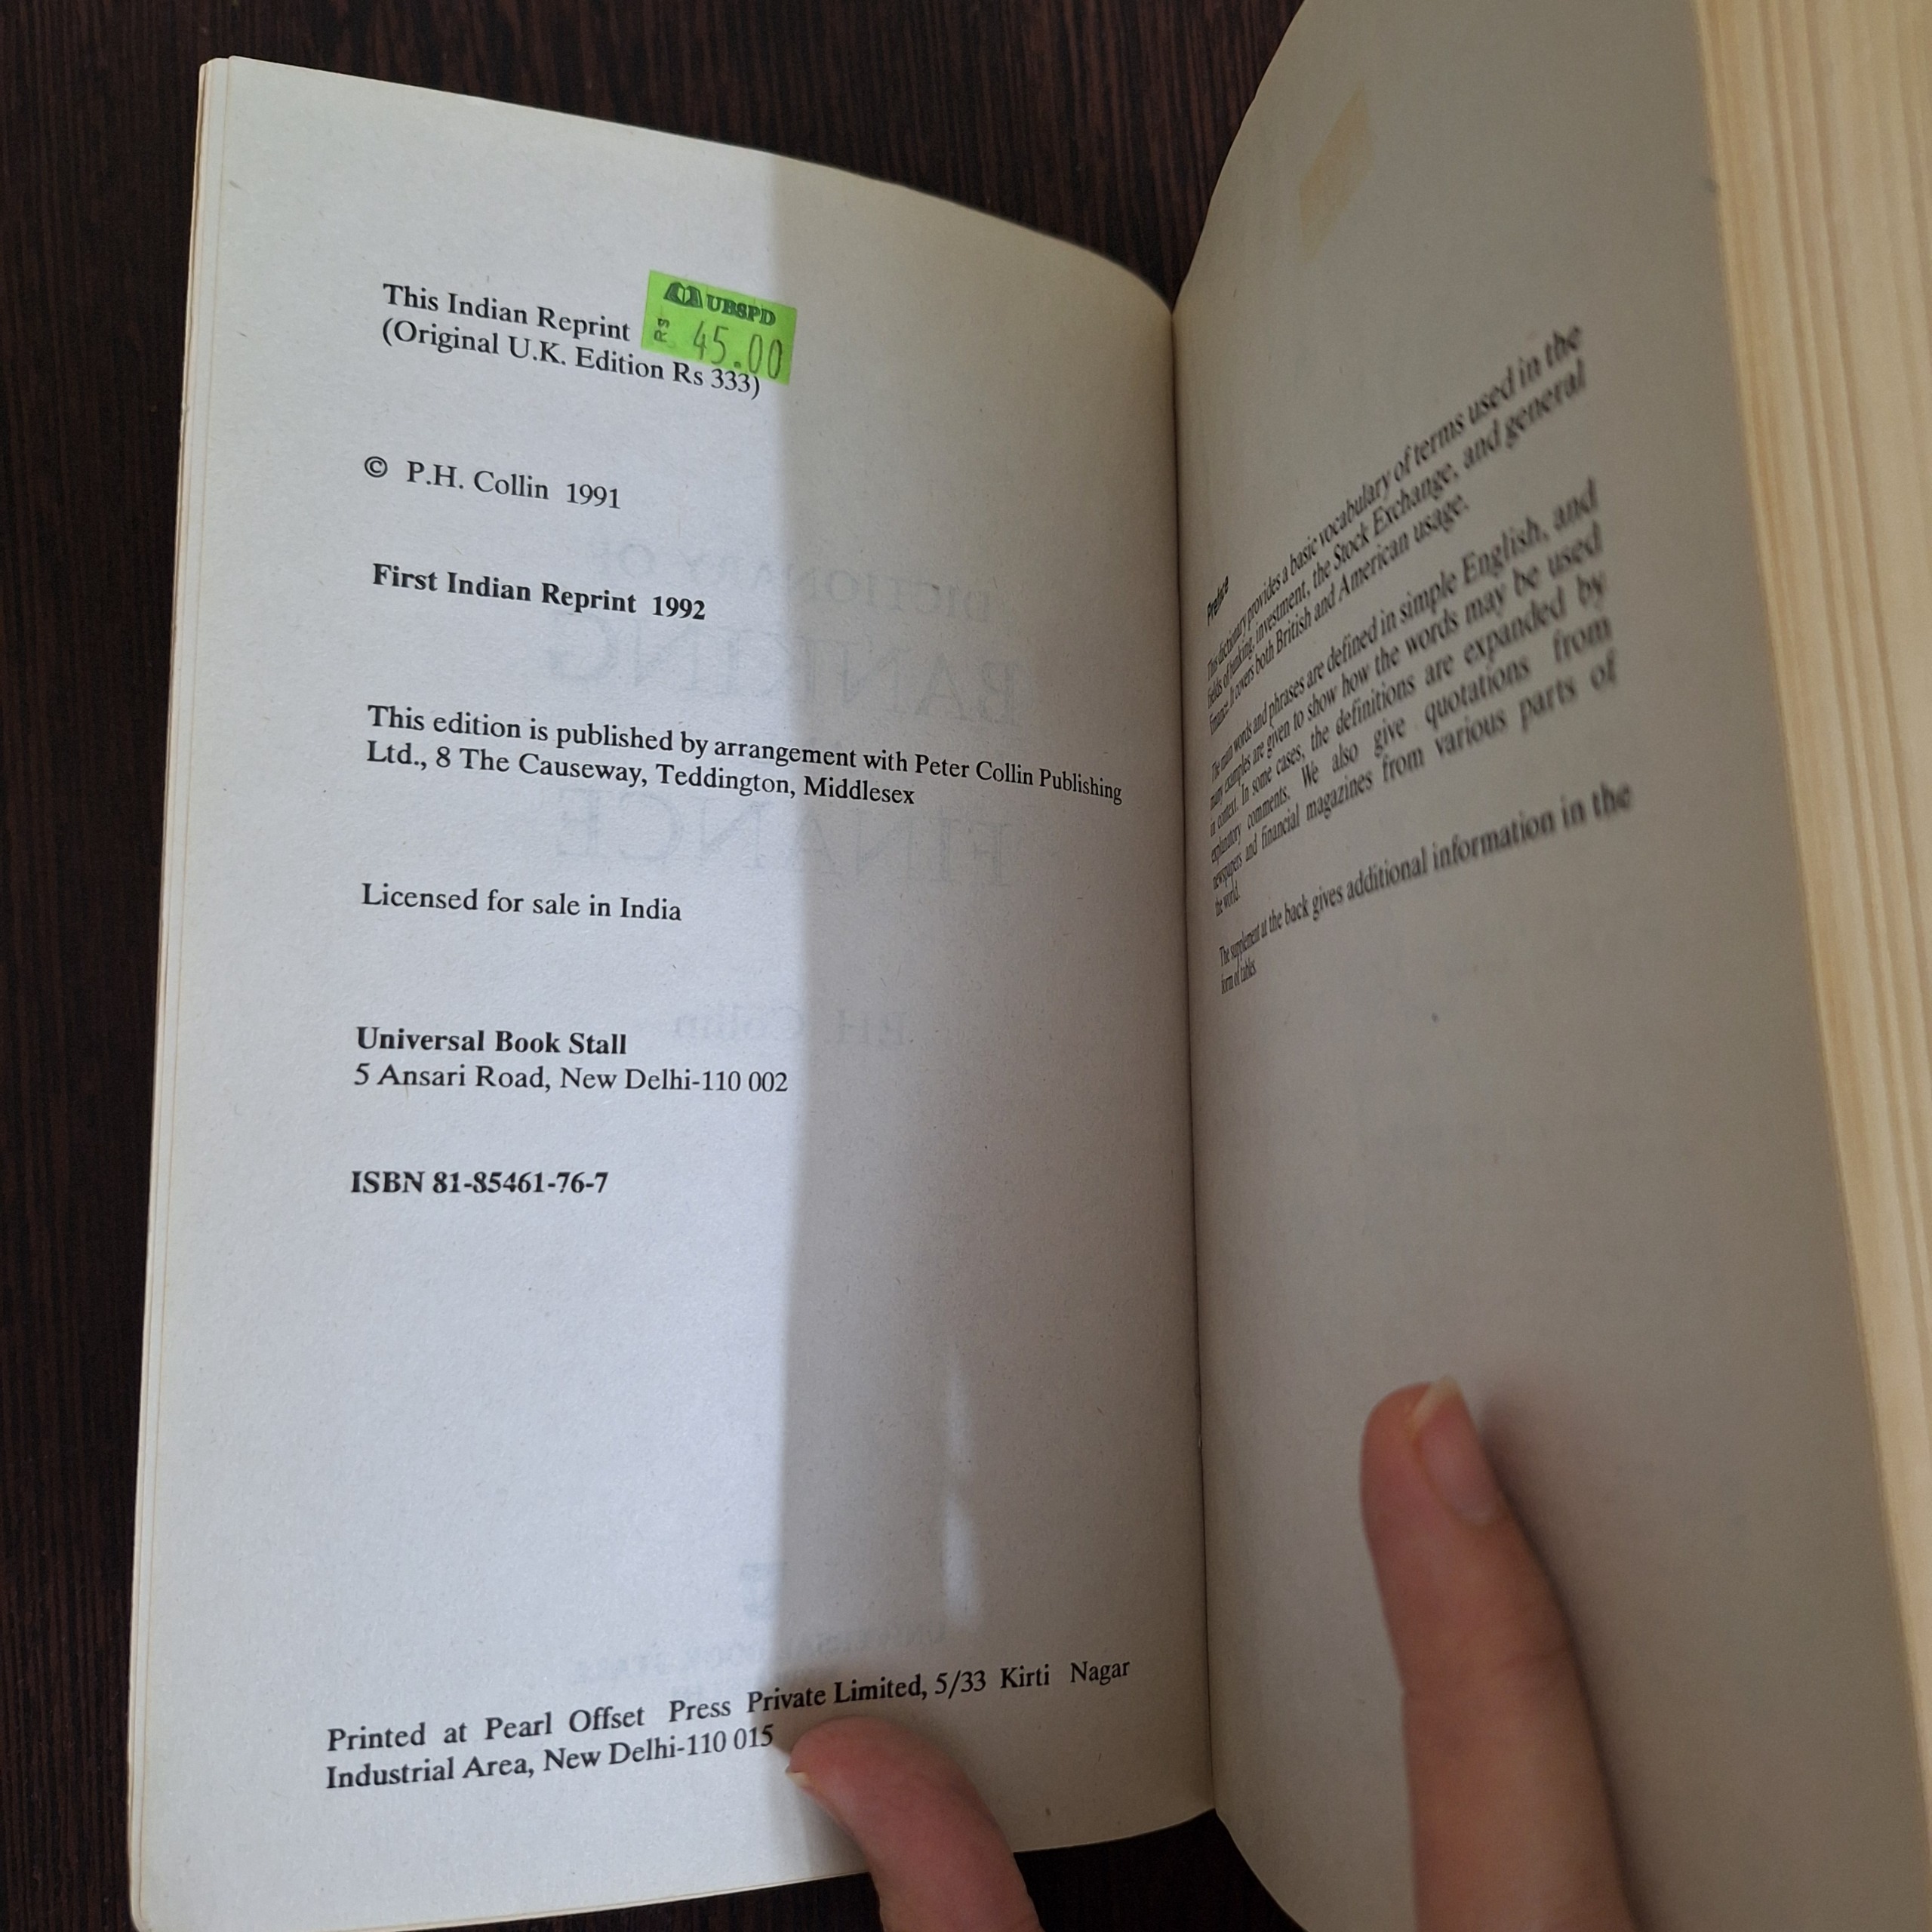 This Indian Reprint
UBSPD
RS 45.00
(Original U.K. Edition Rs 333)
© P.H. Collin 1991
First Indian Reprint 1992
This edition is published by arrangement with Peter Collin Publishing
Ltd., 8 The Causeway, Teddington, Middlesex
Licensed for sale in India
Universal Book Stall
5 Ansari Road, New Delhi-110 002
ISBN 81-85461-76-7
Printed at Pearl Offset Press Private Limited, 5/33 Kirti Nagar
Industrial Area, New Delhi-110 015
Preface
This dictionary provides a basic vocabulary of terms used in the
fields of banking, investment, the Stock Exchange, and general
finance. It covers both British and American usage.
The main words and phrases are defined in simple English, and
many examples are given to show how the words may be used
in context. In some cases, the definitions are expanded by
explanatory comments. We also give quotations from
newspapers and financial magazines from various parts of
the world.
The supplement at the back gives additional information in the
form of tables.